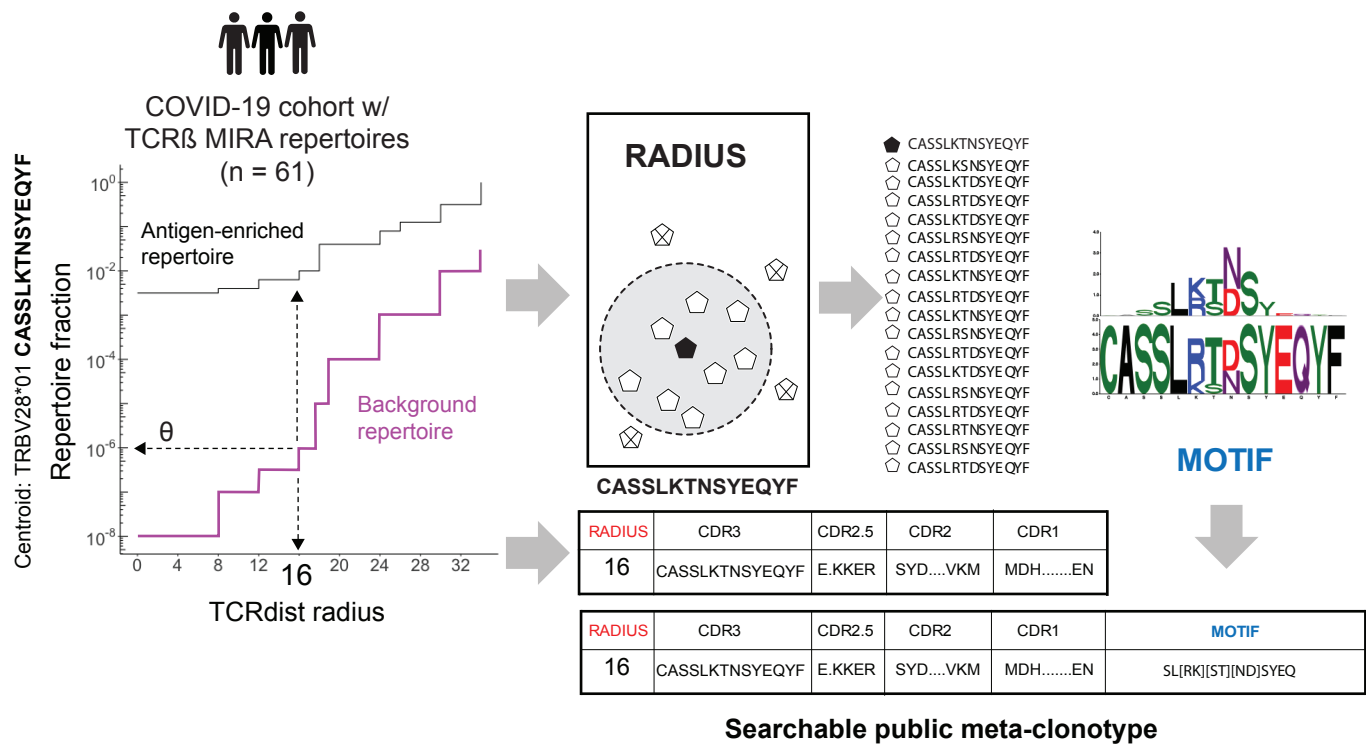 COVID-19 cohort w/
TCRß MIRA repertoires
(n = 61)
Centroid: TRBV28*01 CASSLKTNSYEQYF
Repertoire fraction
10^0
10^-2
10^-4
10^-6
10^-8
Antigen-enriched
repertoire
Background
repertoire
θ
0 4 8 12 16 20 24 28 32
TCRdist radius
RADIUS
CASSLKTNSYEQYF
CASSLKTNSYEQYF
CASSLKSNSYEQYF
CASSLKTDSYEQYF
CASSLRTDSYEQYF
CASSLKTDSYEQYF
CASSLRSNSYEQYF
CASSLRTDSYEQYF
CASSLKTNSYEQYF
CASSLRTDSYEQYF
CASSLKTNSYEQYF
CASSLRSNSYEQYF
CASSLRTDSYEQYF
CASSLKTDSYEQYF
CASSLRSNSYEQYF
CASSLRTDSYEQYF
CASSLRTNSYEQYF
CASSLRSNSYEQYF
CASSLRTDSYEQYF
MOTIF
RADIUS CDR3 CDR2.5 CDR2 CDR1
16 CASSLKTNSYEQYF E.KKER SYD....VKM MDH.......EN
RADIUS CDR3 CDR2.5 CDR2 CDR1 MOTIF
16 CASSLKTNSYEQYF E.KKER SYD....VKM MDH.......EN SL[RK][ST][ND]SYEQ
Searchable public meta-clonotype